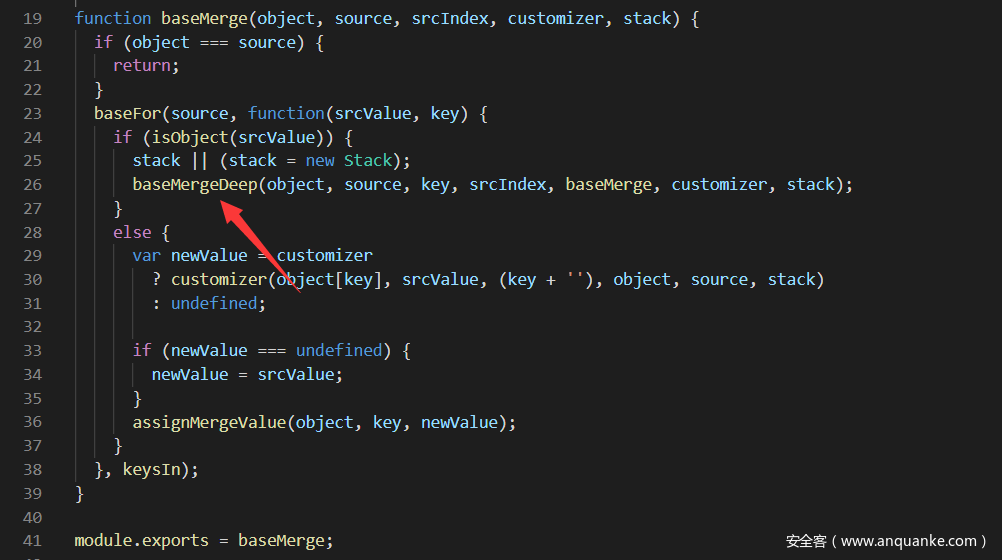 19 function baseMerge(object, source, srcIndex, customizer, stack) {
20   if (object === source) {
21     return;
22   }
23   baseFor(source, function(srcValue, key) {
24     if (isObject(srcValue)) {
25       stack || (stack = new Stack);
26       baseMergeDeep(object, source, key, srcIndex, baseMerge, customizer, stack);
27     }
28     else {
29       var newValue = customizer
30         ? customizer(object[key], srcValue, (key + ''), object, source, stack)
31         : undefined;
32
33       if (newValue === undefined) {
34         newValue = srcValue;
35       }
36       assignMergeValue(object, key, newValue);
37     }
38   }, keysIn);
39 }
40
41 module.exports = baseMerge;
安全客（www.anquanke.com）